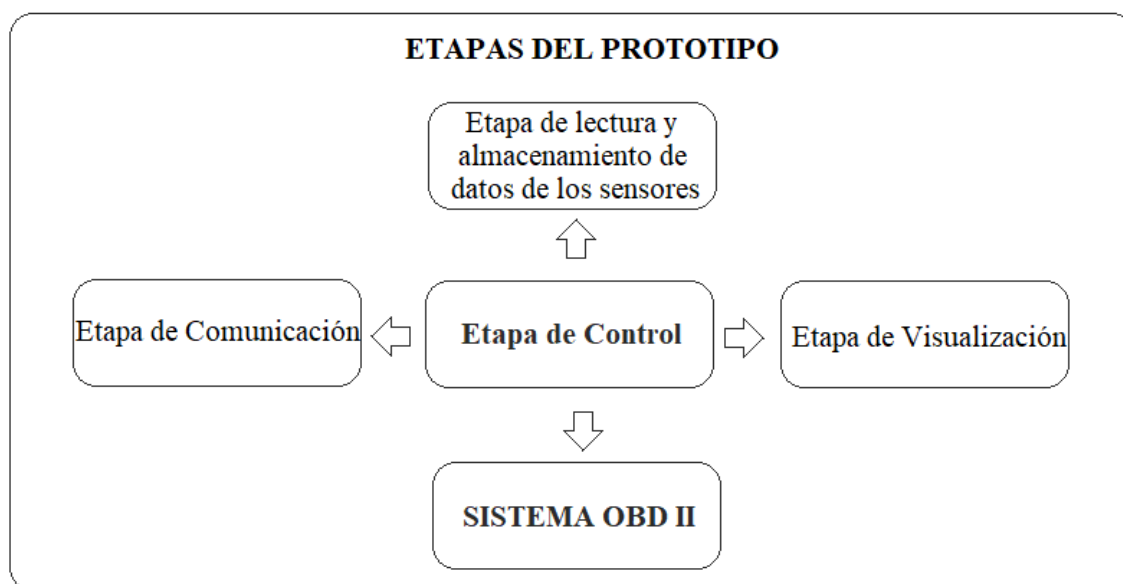 ETAPAS DEL PROTOTIPO
Etapa de lectura y
almacenamiento de
datos de los sensores
Etapa de Comunicación
Etapa de Control
Etapa de Visualización
SISTEMA OBD II